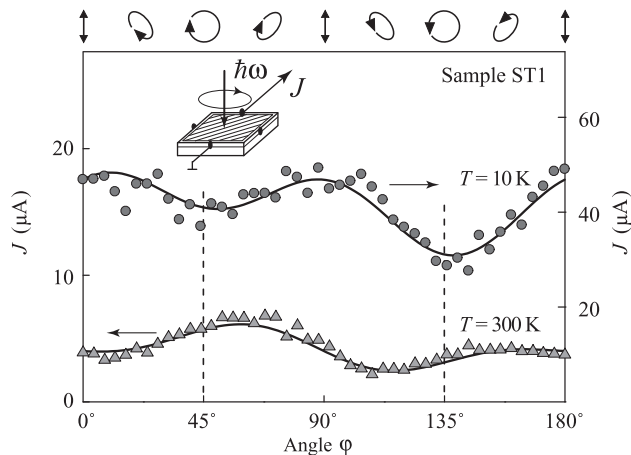 ħω
J
Sample ST1
20
10
0
J (μA)
60
40
20
0
J (μA)
T = 10 K
T = 300 K
0° 45° 90° 135° 180°
Angle φ